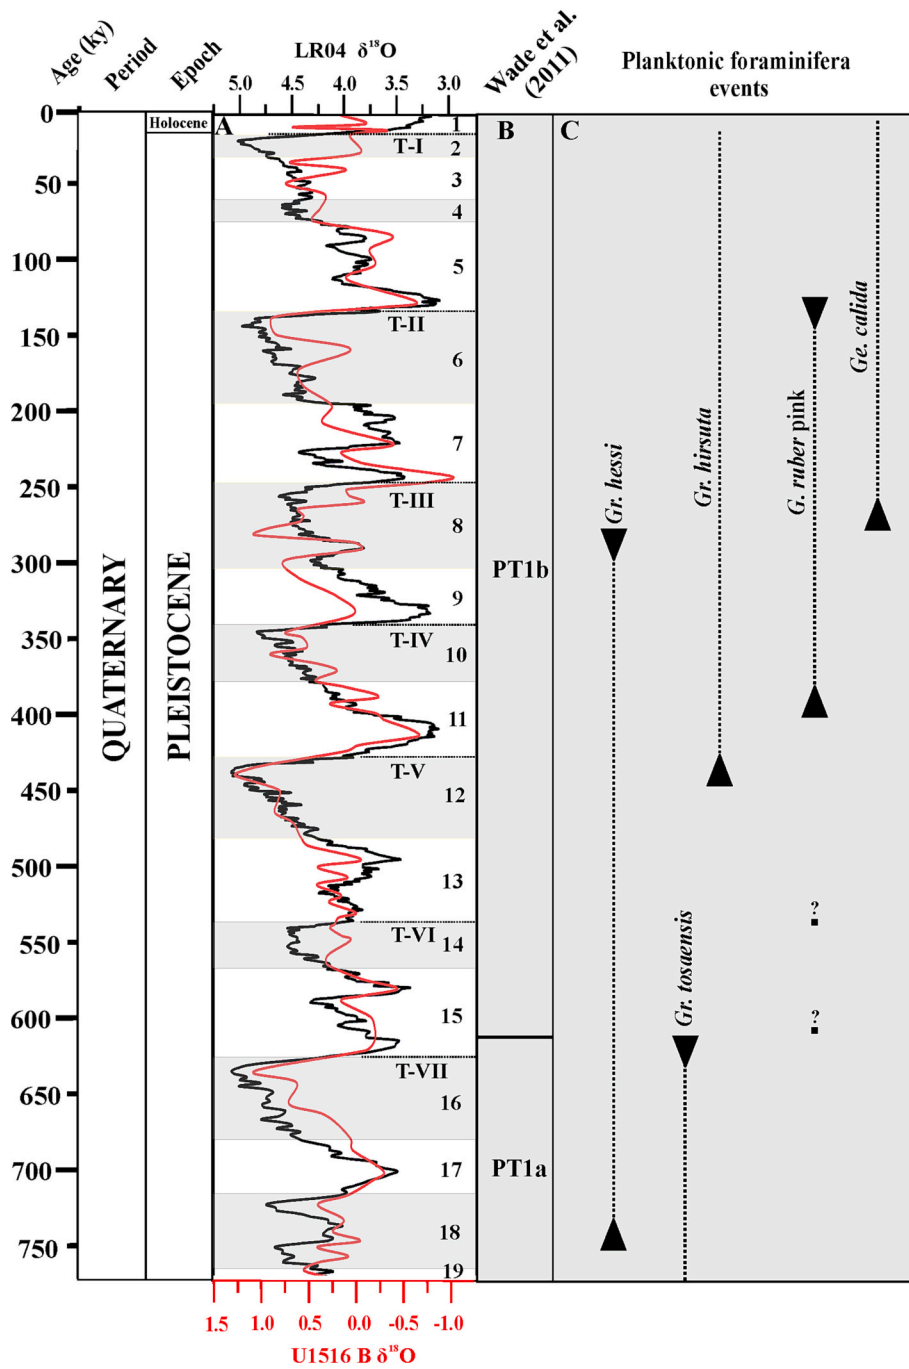 Age (ky)
Period
Epoch
LR04 δ¹⁸O
5.0 4.5 4.0 3.5 3.0
Wade et al.
(2011)
Planktonic foraminifera
events
0
50
100
150
200
250
300
350
400
450
500
550
600
650
700
750
QUATERNARY
Holocene
PLEISTOCENE
A
1
T-I
2
3
4
5
T-II
6
7
T-III
8
9
T-IV
10
11
T-V
12
13
T-VI
14
15
T-VII
16
17
18
19
B
PT1b
PT1a
C
Gr. hessi
Gr. tosaensis
Gr. hirsuta
G. ruber pink
Ge. calida
?
?
1.5 1.0 0.5 0.0 -0.5 -1.0
U1516 B δ¹⁸O